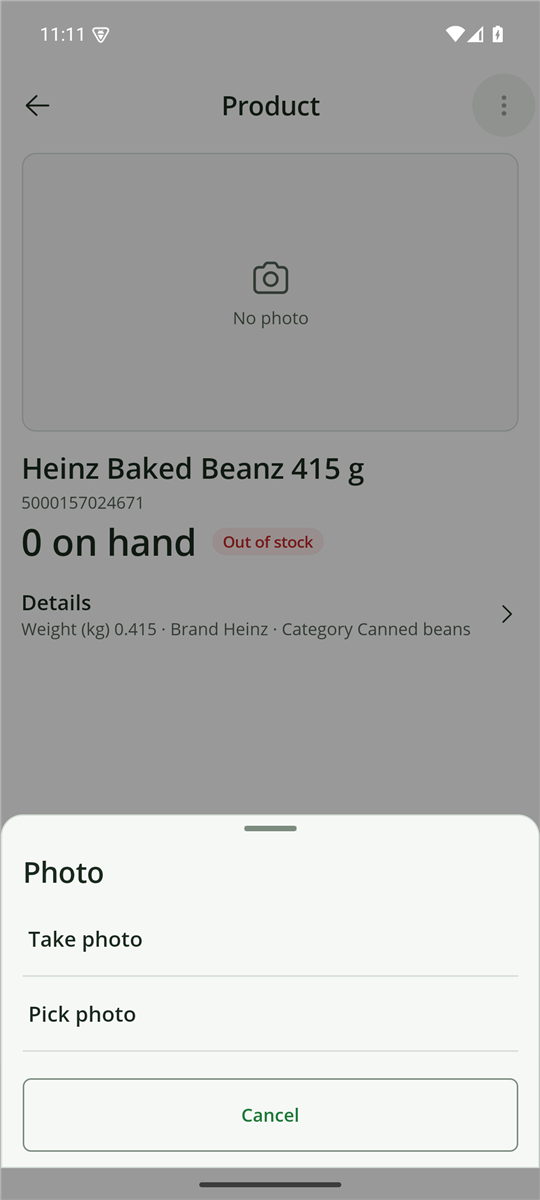 11:11
Product
No photo
Heinz Baked Beanz 415 g
5000157024671
0 on hand Out of stock
Details
Weight (kg) 0.415 · Brand Heinz · Category Canned beans
Photo
Take photo
Pick photo
Cancel